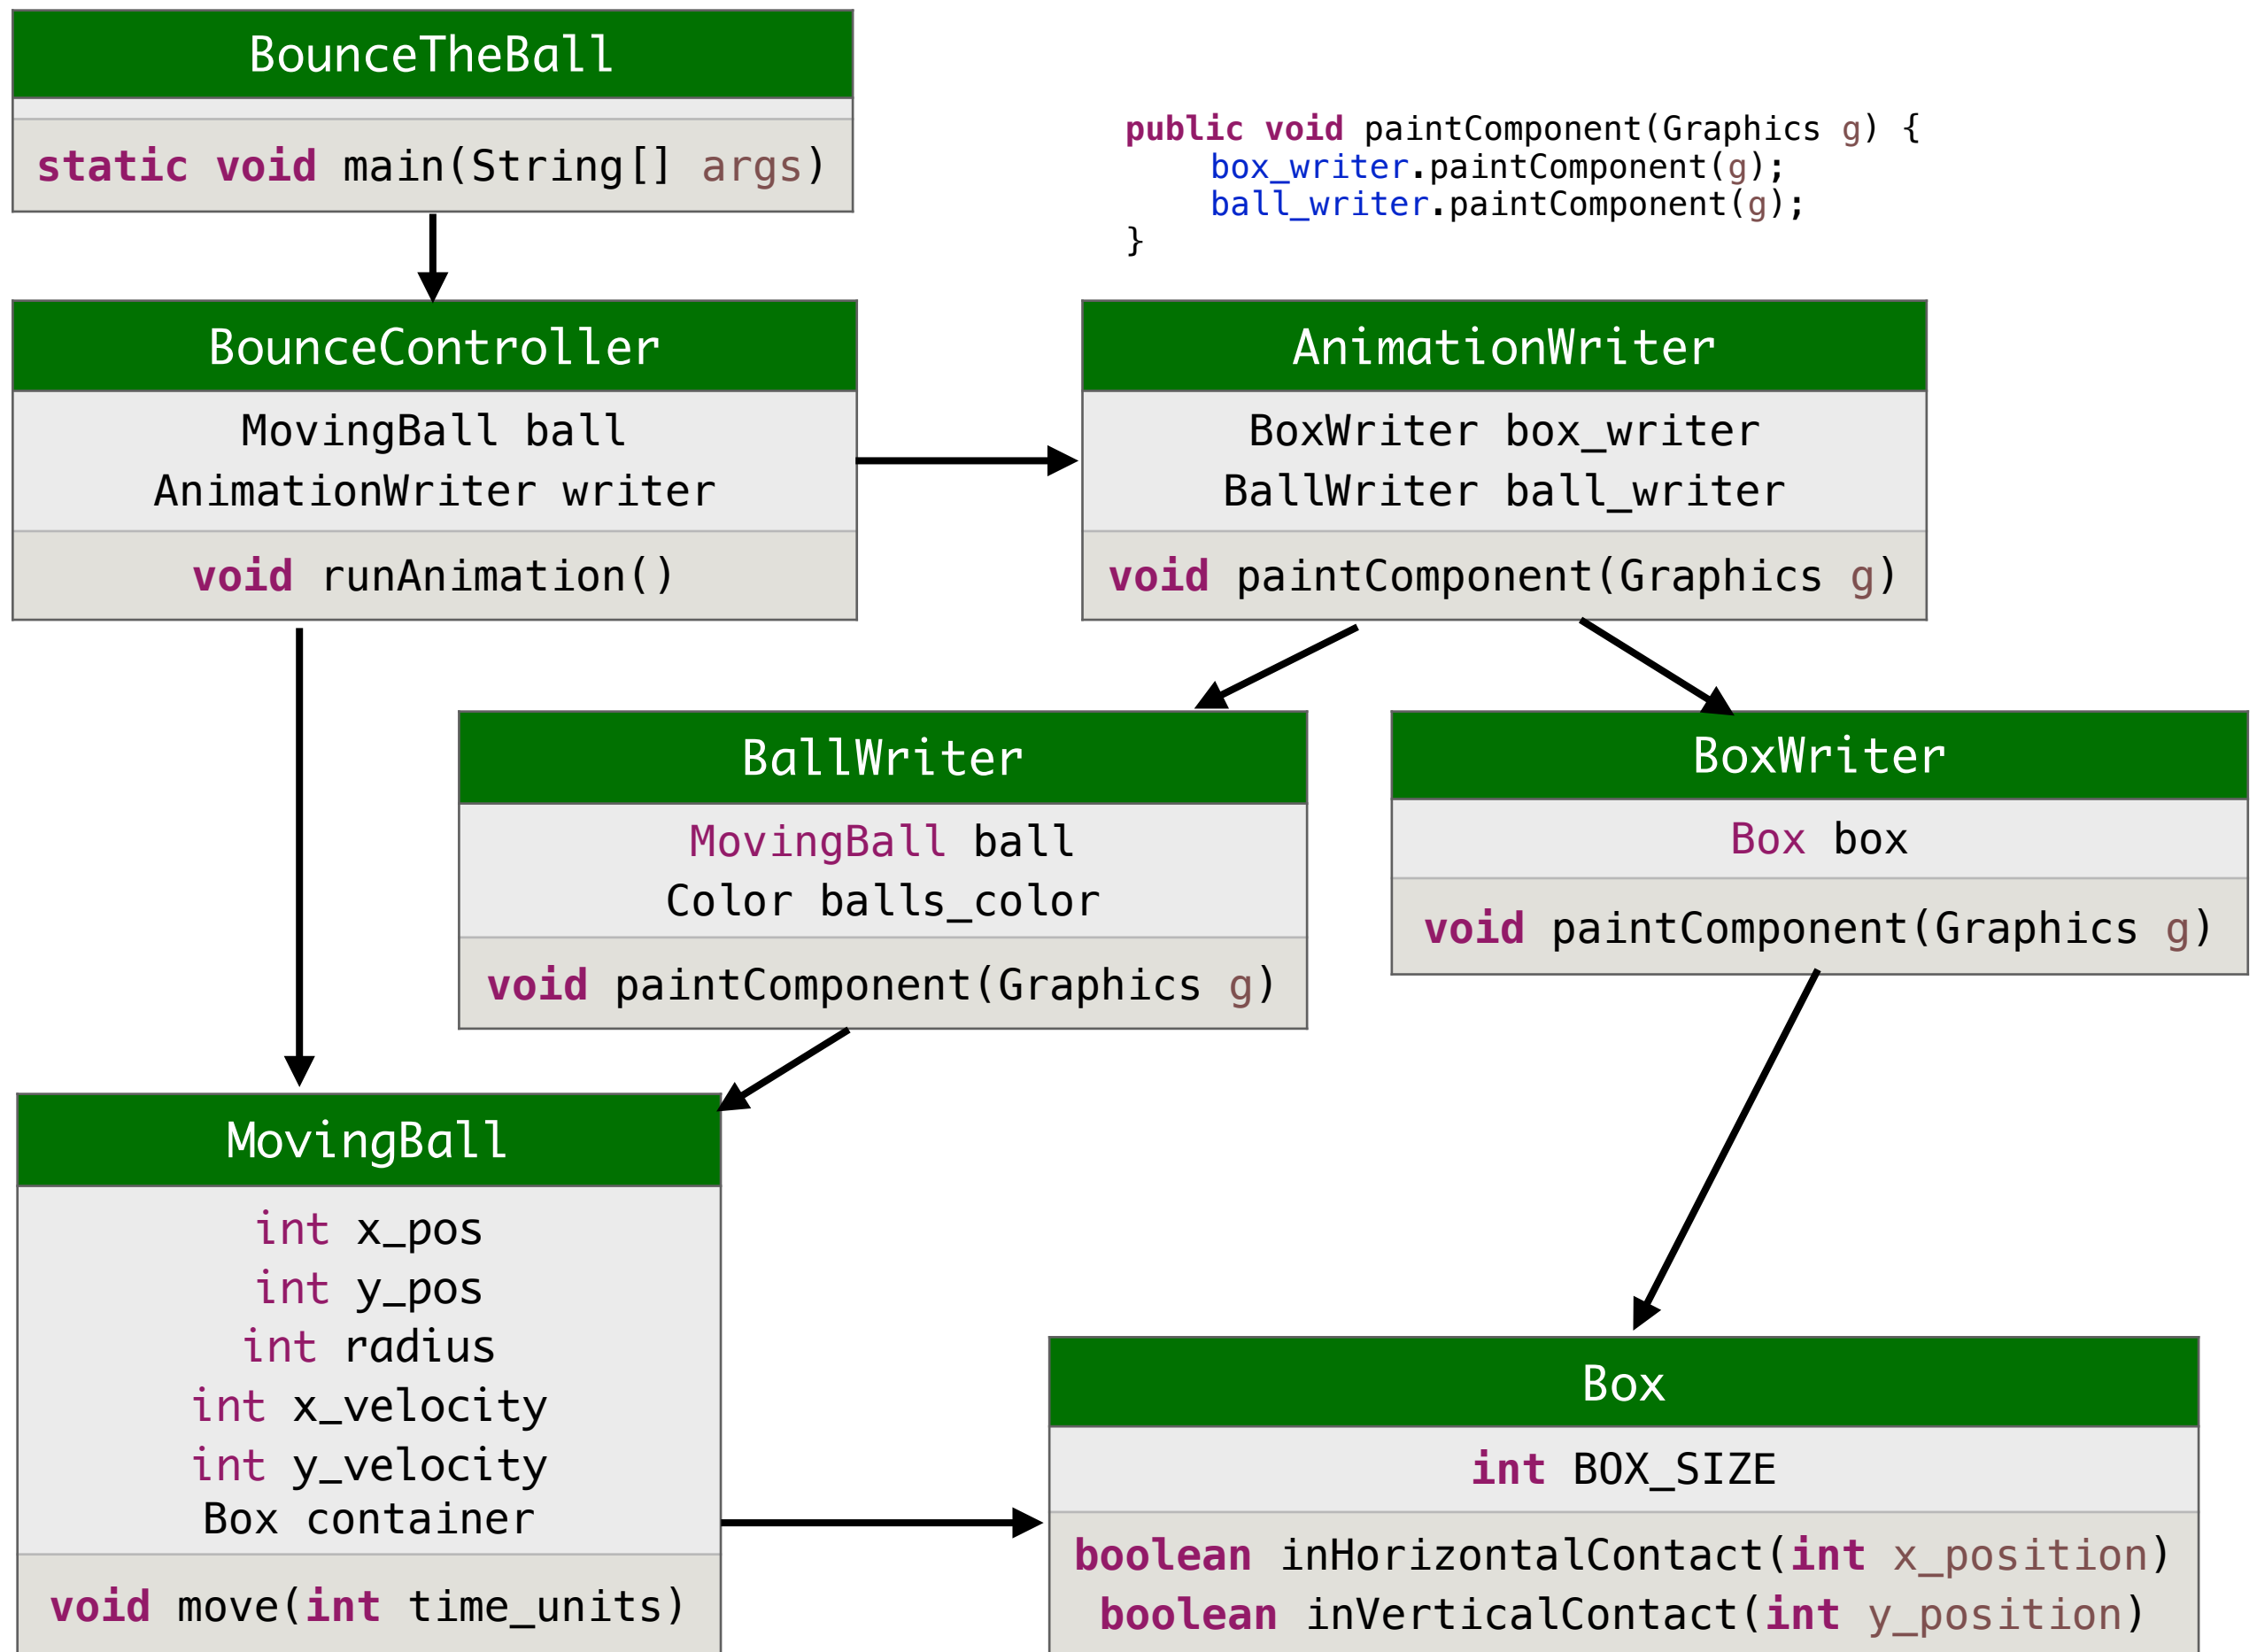 BounceTheBall
static void main(String[] args)
public void paintComponent(Graphics g) {
box_writer.paintComponent(g);
ball_writer.paintComponent(g);
}
BounceController
MovingBall ball
AnimationWriter writer
void runAnimation()
AnimationWriter
BoxWriter box_writer
BallWriter ball_writer
void paintComponent(Graphics g)
BallWriter
MovingBall ball
Color balls_color
void paintComponent(Graphics g)
BoxWriter
Box box
void paintComponent(Graphics g)
MovingBall
int x_pos
int y_pos
int radius
int x_velocity
int y_velocity
Box container
void move(int time_units)
Box
int BOX_SIZE
boolean inHorizontalContact(int x_position)
boolean inVerticalContact(int y_position)